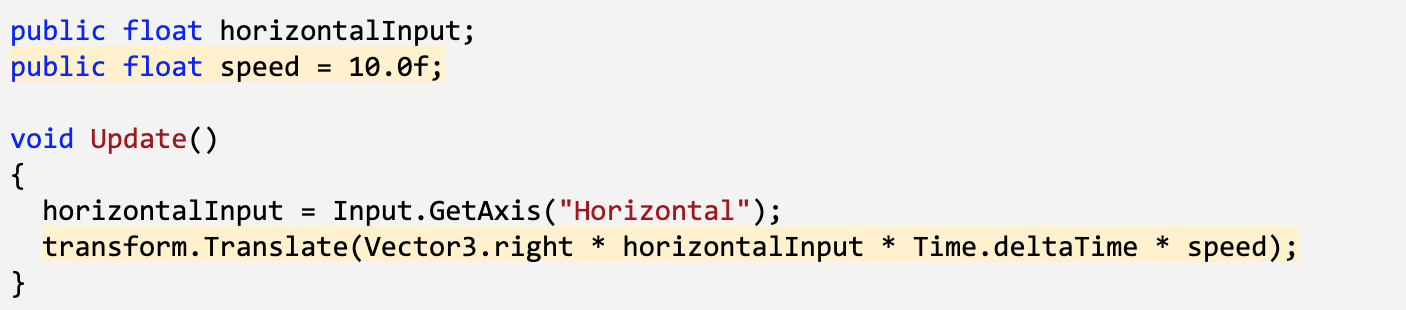 public float horizontalInput;
public float speed = 10.0f;

void Update()
{
  horizontalInput = Input.GetAxis("Horizontal");
  transform.Translate(Vector3.right * horizontalInput * Time.deltaTime * speed);
}